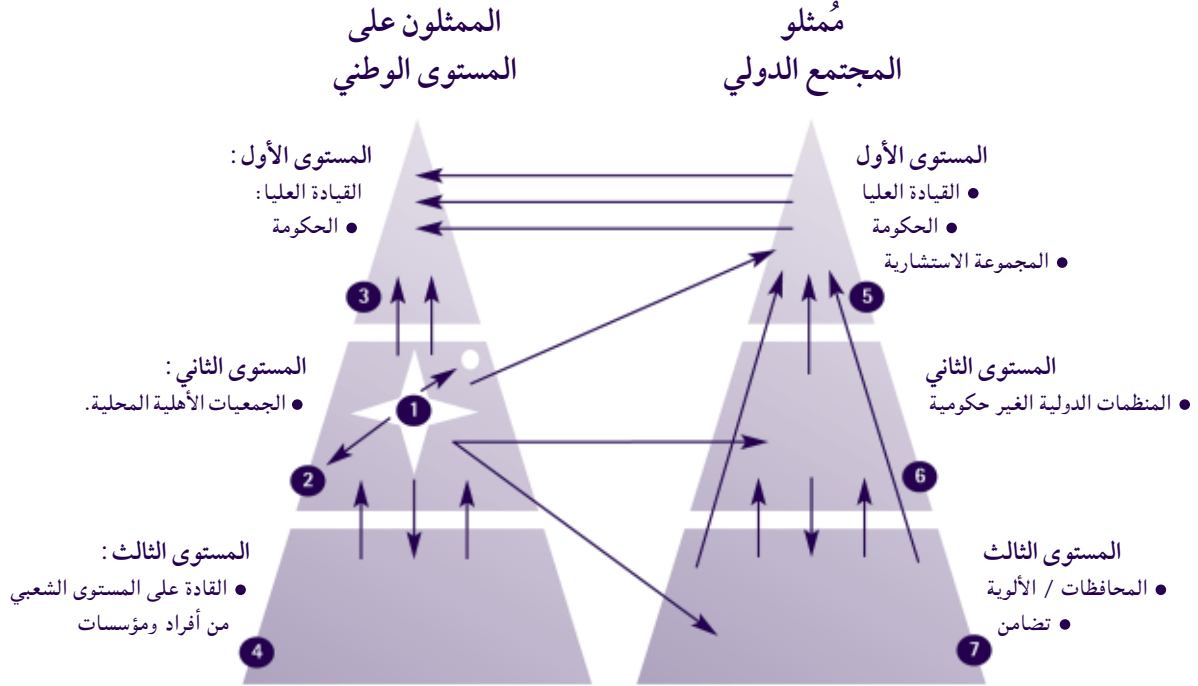 مُمثلو
المجتمع الدولي
الممثلون على
المستوى الوطني
المستوى الأول
● القيادة العليا
● الحكومة
● المجموعة الاستشارية
5
المستوى الأول :
القيادة العليا:
● الحكومة
3
المستوى الثاني
● المنظمات الدولية الغير حكومية
6
المستوى الثاني :
● الجمعيات الأهلية المحلية.
1
2
المستوى الثالث
● المحافظات / الألوية
● تضامن
7
المستوى الثالث :
● القادة على المستوى الشعبي
من أفراد ومؤسسات
4